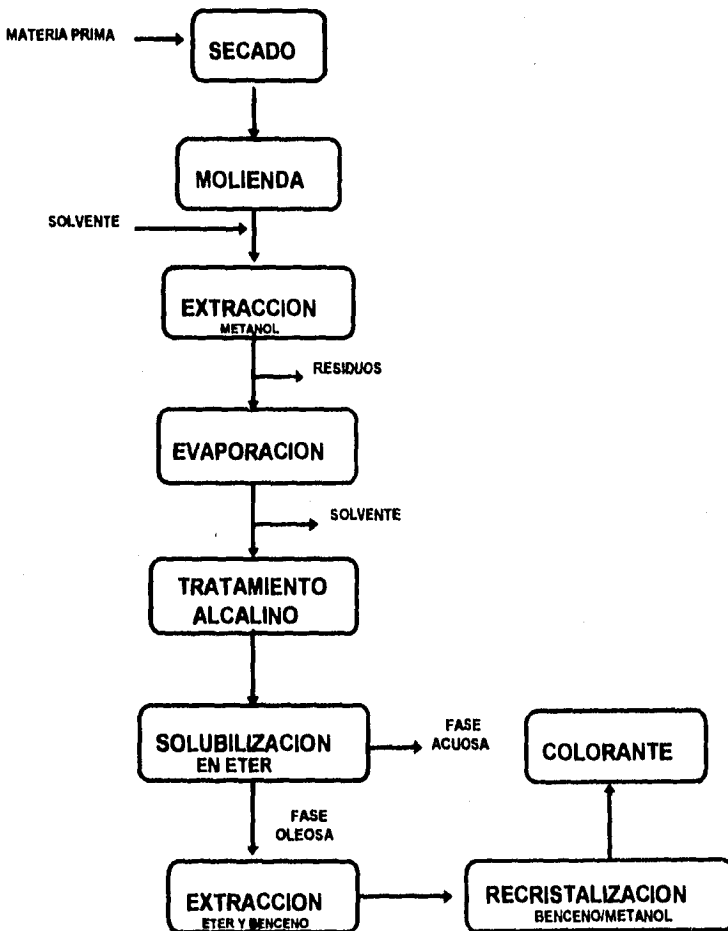 MATERIA PRIMA
SECADO
MOLIENDA
SOLVENTE
EXTRACCION
METANOL
RESIDUOS
EVAPORACION
SOLVENTE
TRATAMIENTO
ALCALINO
SOLUBILIZACION
EN ETER
FASE
ACUOSA
COLORANTE
FASE
OLEOSA
EXTRACCION
ETER Y BENCENO
RECRISTALIZACION
BENCENO/METANOL